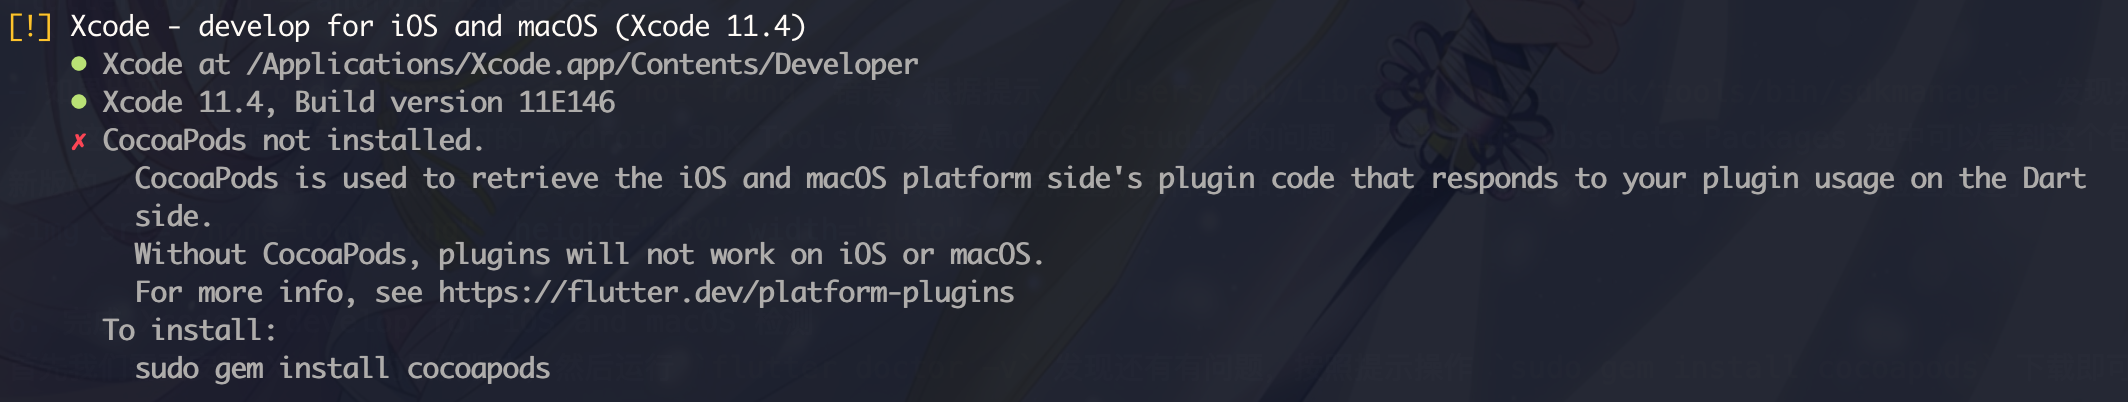 [!] Xcode - develop for iOS and macOS (Xcode 11.4)
● Xcode at /Applications/Xcode.app/Contents/Developer
● Xcode 11.4, Build version 11E146
✗ CocoaPods not installed.
CocoaPods is used to retrieve the iOS and macOS platform side's plugin code that responds to your plugin usage on the Dart
side.
Without CocoaPods, plugins will not work on iOS or macOS.
For more info, see https://flutter.dev/platform-plugins
To install:
sudo gem install cocoapods